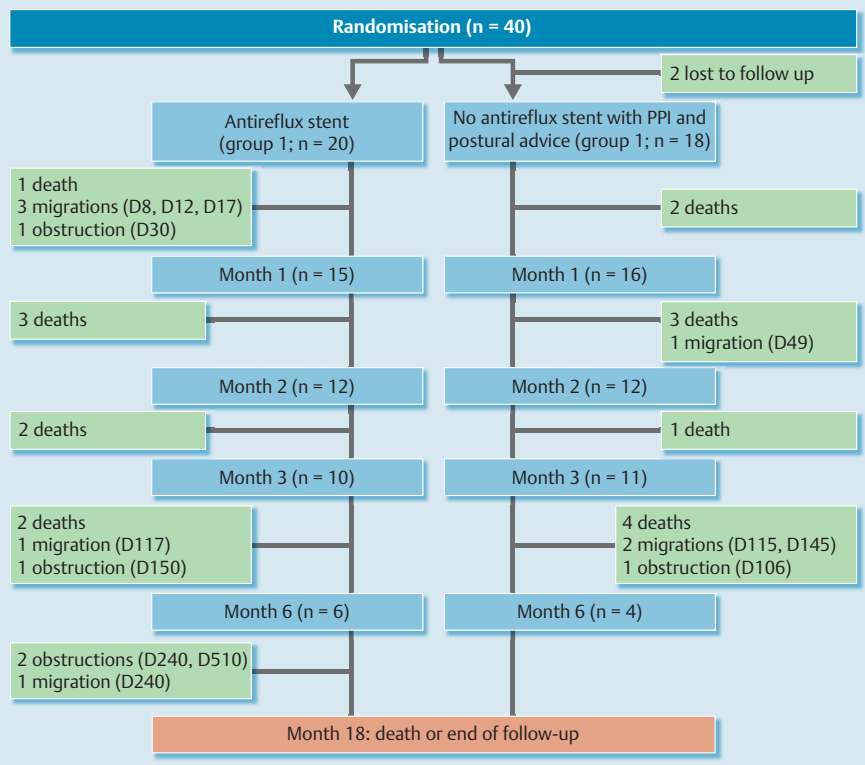 Randomisation (n = 40)
2 lost to follow up
Antireflux stent
(group 1; n = 20)
No antireflux stent with PPI and
postural advice (group 1; n = 18)
1 death
3 migrations (D8, D12, D17)
1 obstruction (D30)
2 deaths
Month 1 (n = 15)
Month 1 (n = 16)
3 deaths
3 deaths
1 migration (D49)
Month 2 (n = 12)
Month 2 (n = 12)
2 deaths
1 death
Month 3 (n = 10)
Month 3 (n = 11)
2 deaths
1 migration (D117)
1 obstruction (D150)
4 deaths
2 migrations (D115, D145)
1 obstruction (D106)
Month 6 (n = 6)
Month 6 (n = 4)
2 obstructions (D240, D510)
1 migration (D240)
Month 18: death or end of follow-up